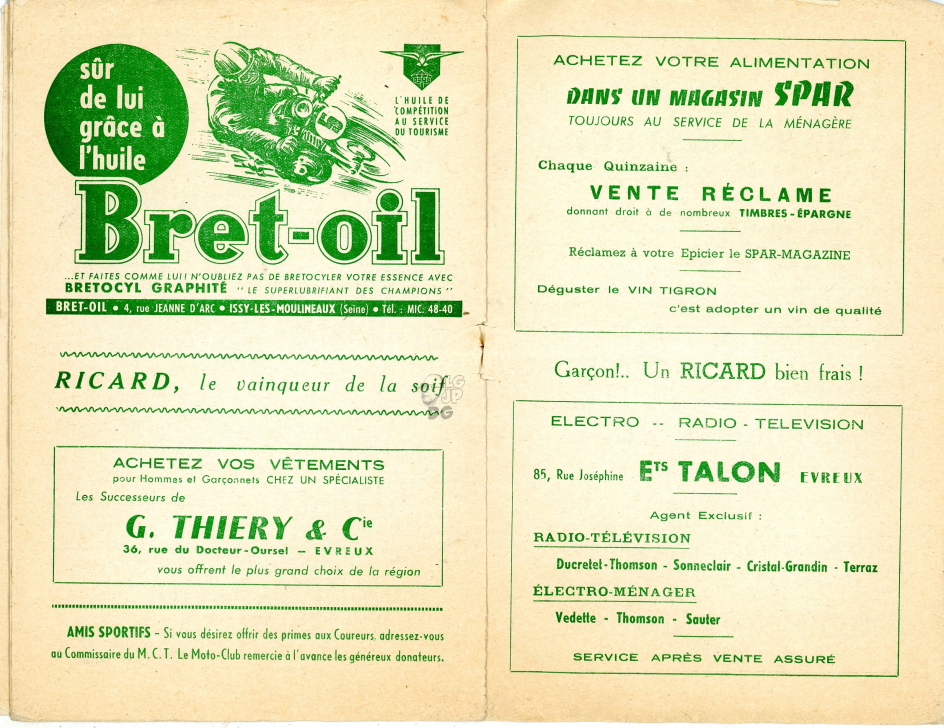 sûr
de lui
grâce à
l'huile
5
L'HUILE DE
COMPÉTITION
AU SERVICE
DU TOURISME
Bret-oil
...ET FAITES COMME LUI! N'OUBLIEZ PAS DE BRETOCYLER VOTRE ESSENCE AVEC
BRETOCYL GRAPHITÉ " LE SUPERLUBRIFIANT DES CHAMPIONS "
BRET-OIL • 4, rue JEANNE D'ARC • ISSY-LES-MOULINEAUX (Seine) • Tél. : MIC. 48-40
RICARD, le vainqueur de la soif
ACHETEZ VOS VÊTEMENTS
pour Hommes et Garçonnets CHEZ UN SPÉCIALISTE
Les Successeurs de
G. THIERY & Cie
36, rue du Docteur-Oursel — EVREUX
vous offrent le plus grand choix de la région
AMIS SPORTIFS - Si vous désirez offrir des primes aux Coureurs, adressez-vous
au Commissaire du M. C. T. Le Moto-Club remercie à l'avance les généreux donateurs.
ACHETEZ VOTRE ALIMENTATION
DANS UN MAGASIN SPAR
TOUJOURS AU SERVICE DE LA MÉNAGÈRE
Chaque Quinzaine :
VENTE RÉCLAME
donnant droit à de nombreux TIMBRES-ÉPARGNE
Réclamez à votre Epicier le SPAR-MAGAZINE
Déguster le VIN TIGRON
c'est adopter un vin de qualité
Garçon!.. Un RICARD bien frais !
ELECTRO -- RADIO - TELEVISION
85, Rue Joséphine Ets TALON EVREUX
Agent Exclusif :
RADIO-TÉLÉVISION
Ducretet-Thomson - Sonneclair - Cristal-Grandin - Terraz
ÉLECTRO-MÉNAGER
Vedette - Thomson - Sauter
SERVICE APRÈS VENTE ASSURÉ